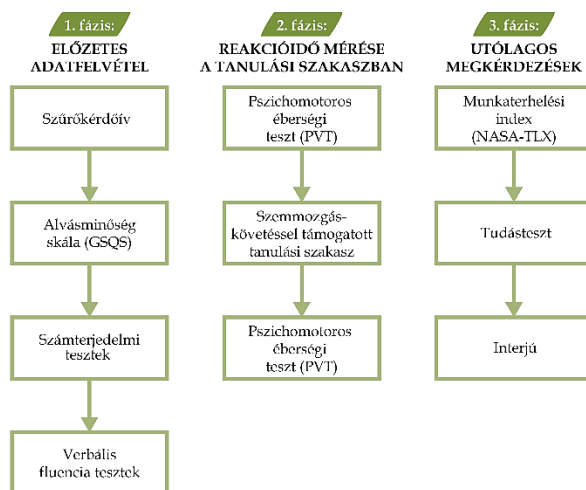 1. fázis:
ELŐZETES
ADATFELVÉTEL
Szűrőkérdőív
Alvásminőség
skála (GSQS)
Számterjedelmi
tesztek
Verbális
fluencia tesztek
2. fázis:
REAKCIÓIDŐ MÉRÉSE
A TANULÁSI SZAKASZBAN
Pszichomotoros
éberségi
teszt (PVT)
Szemmozgás-
követéssel támogatott
tanulási szakasz
Pszichomotoros
éberségi
teszt (PVT)
3. fázis:
UTÓLAGOS
MEGKÉRDEZÉSEK
Munkaterhelési
index
(NASA-TLX)
Tudásteszt
Interjú